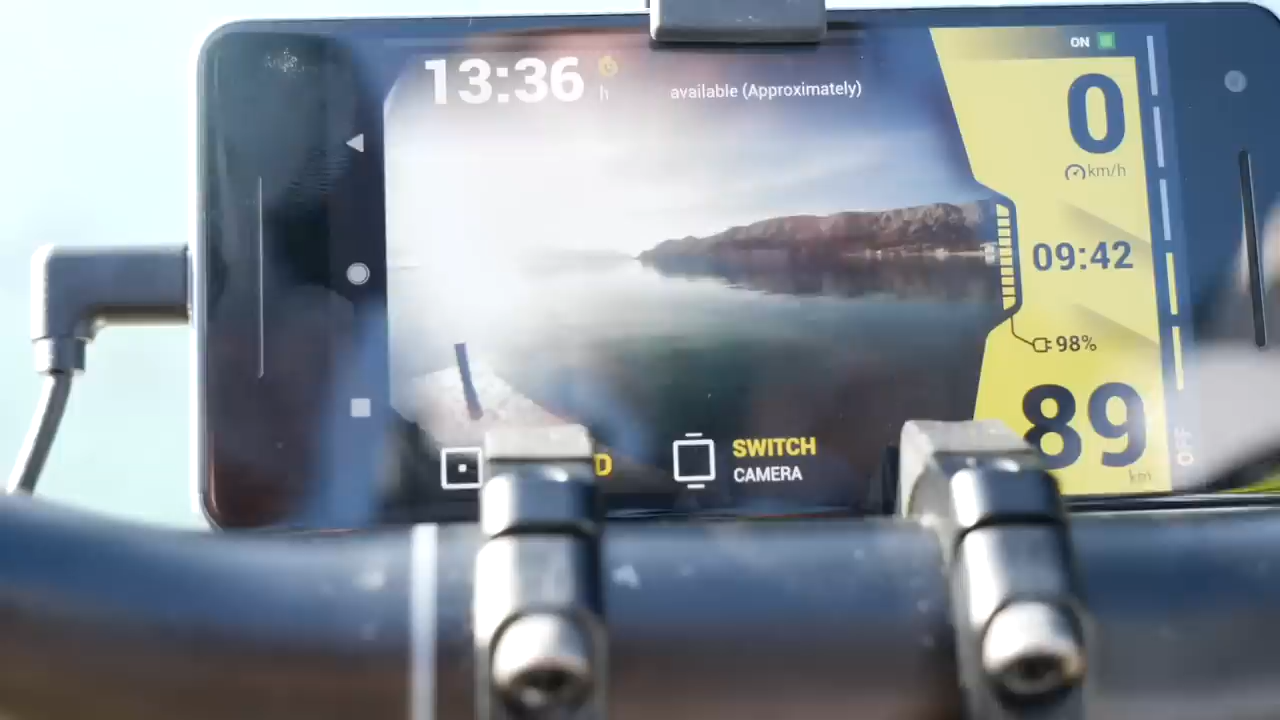 13:36
h
available (Approximately)
ON
0
km/h
09:42
98%
89
km
OFF
D
SWITCH
CAMERA